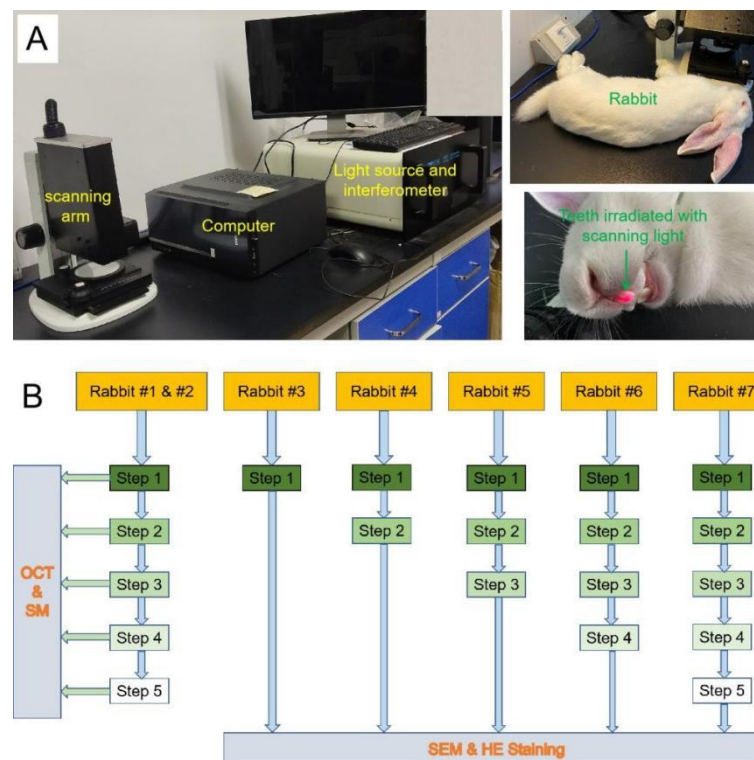 A
scanning
arm
Computer
Light source and
interferometer
Rabbit
Teeth irradiated with
scanning light
B
Rabbit #1 & #2
Rabbit #3
Rabbit #4
Rabbit #5
Rabbit #6
Rabbit #7
Step 1
Step 1
Step 1
Step 1
Step 1
Step 1
Step 2
Step 2
Step 2
Step 2
Step 2
OCT
&
SM
Step 3
Step 3
Step 3
Step 3
Step 4
Step 4
Step 4
Step 5
Step 5
SEM & HE Staining